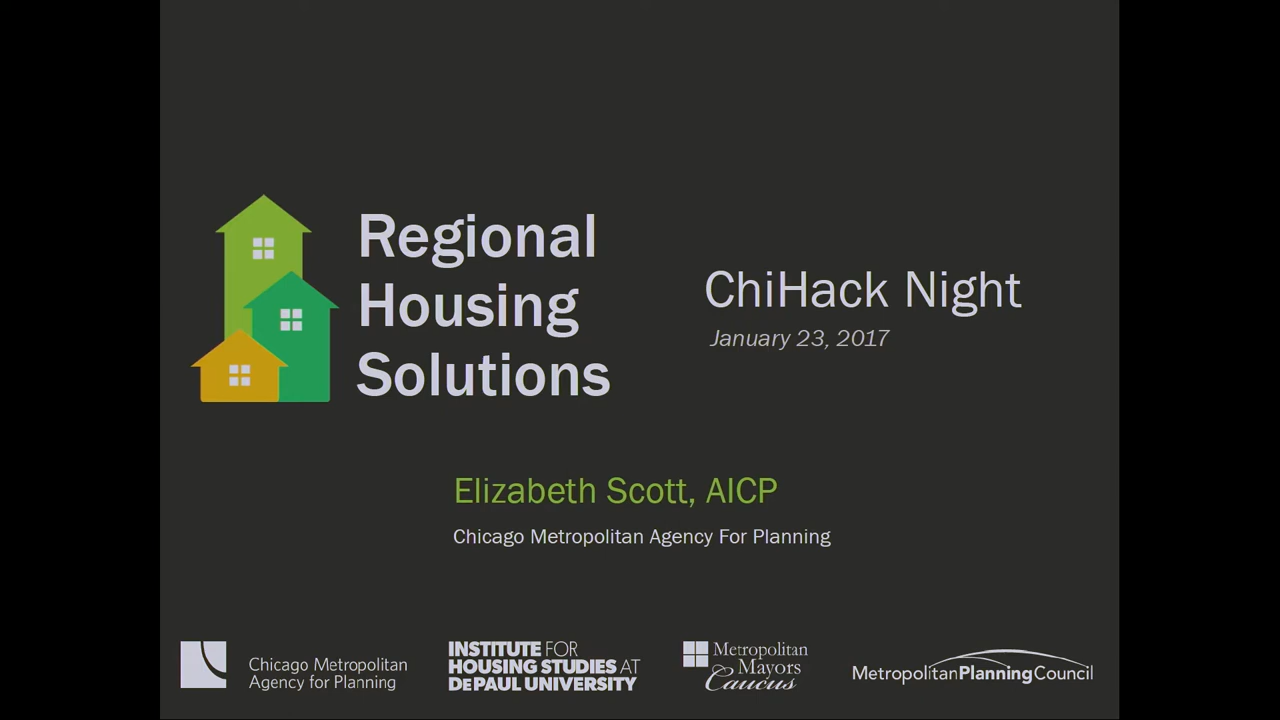 Regional
Housing
Solutions
ChiHack Night
January 23, 2017
Elizabeth Scott, AICP
Chicago Metropolitan Agency For Planning
Chicago Metropolitan
Agency for Planning
INSTITUTE FOR
HOUSING STUDIES AT
DEPAUL UNIVERSITY
Metropolitan
Mayors
Caucus
MetropolitanPlanningCouncil